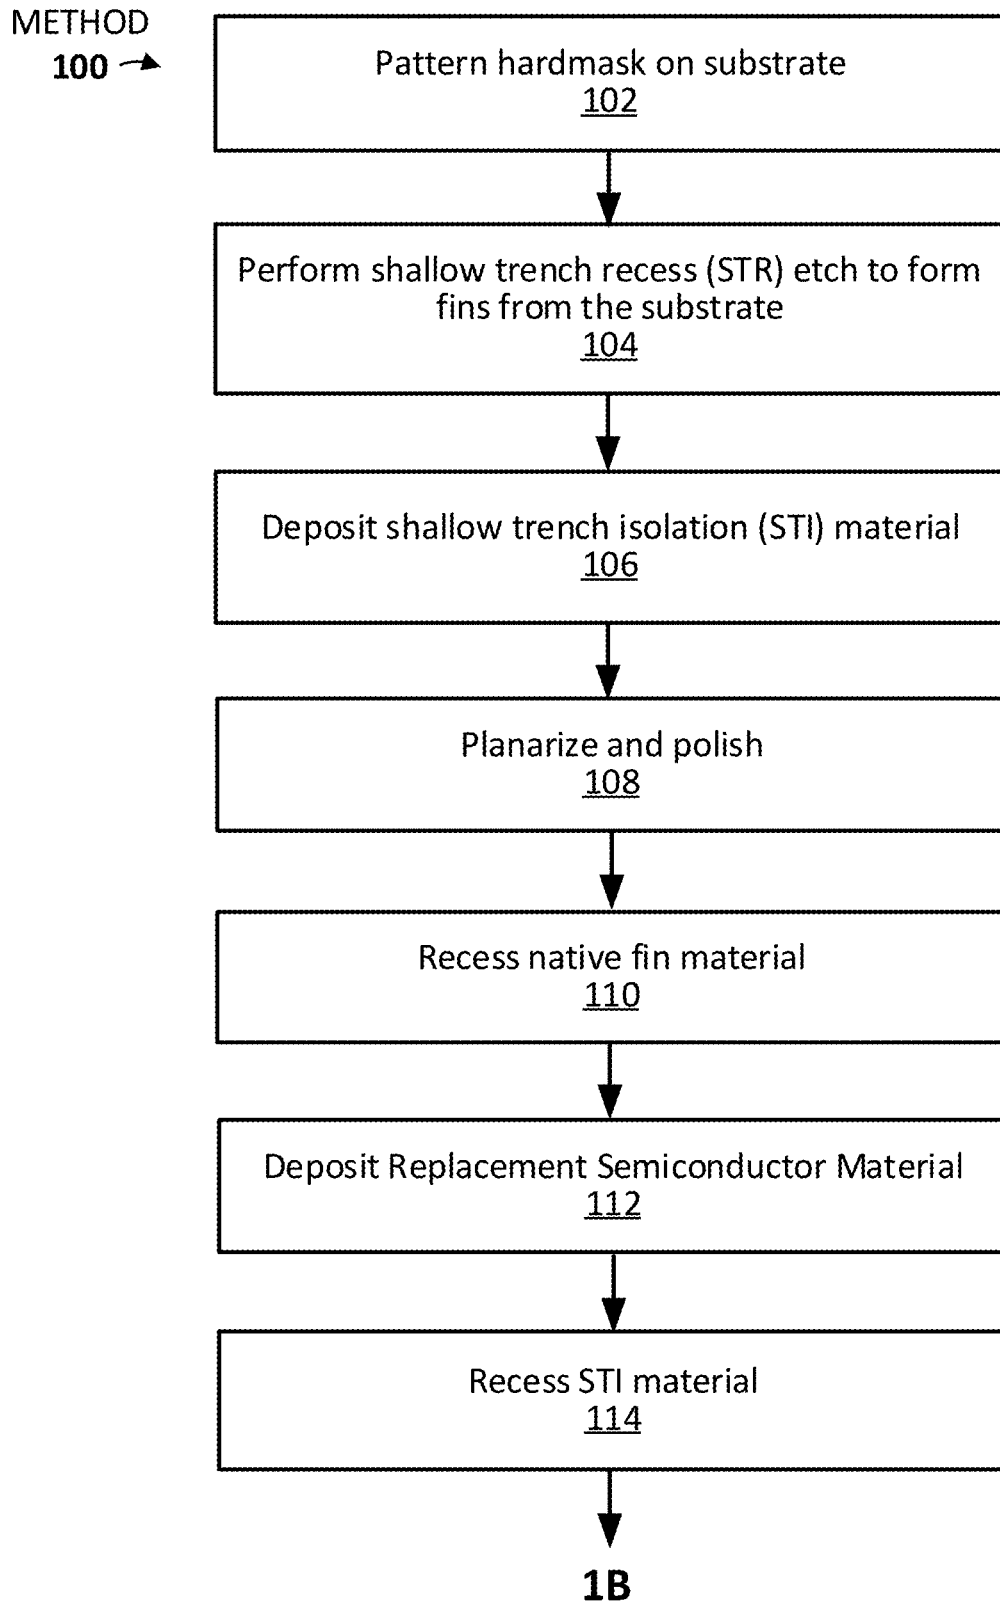 METHOD
100
Pattern hardmask on substrate
102
Perform shallow trench recess (STR) etch to form
fins from the substrate
104
Deposit shallow trench isolation (STI) material
106
Planarize and polish
108
Recess native fin material
110
Deposit Replacement Semiconductor Material
112
Recess STI material
114
1B